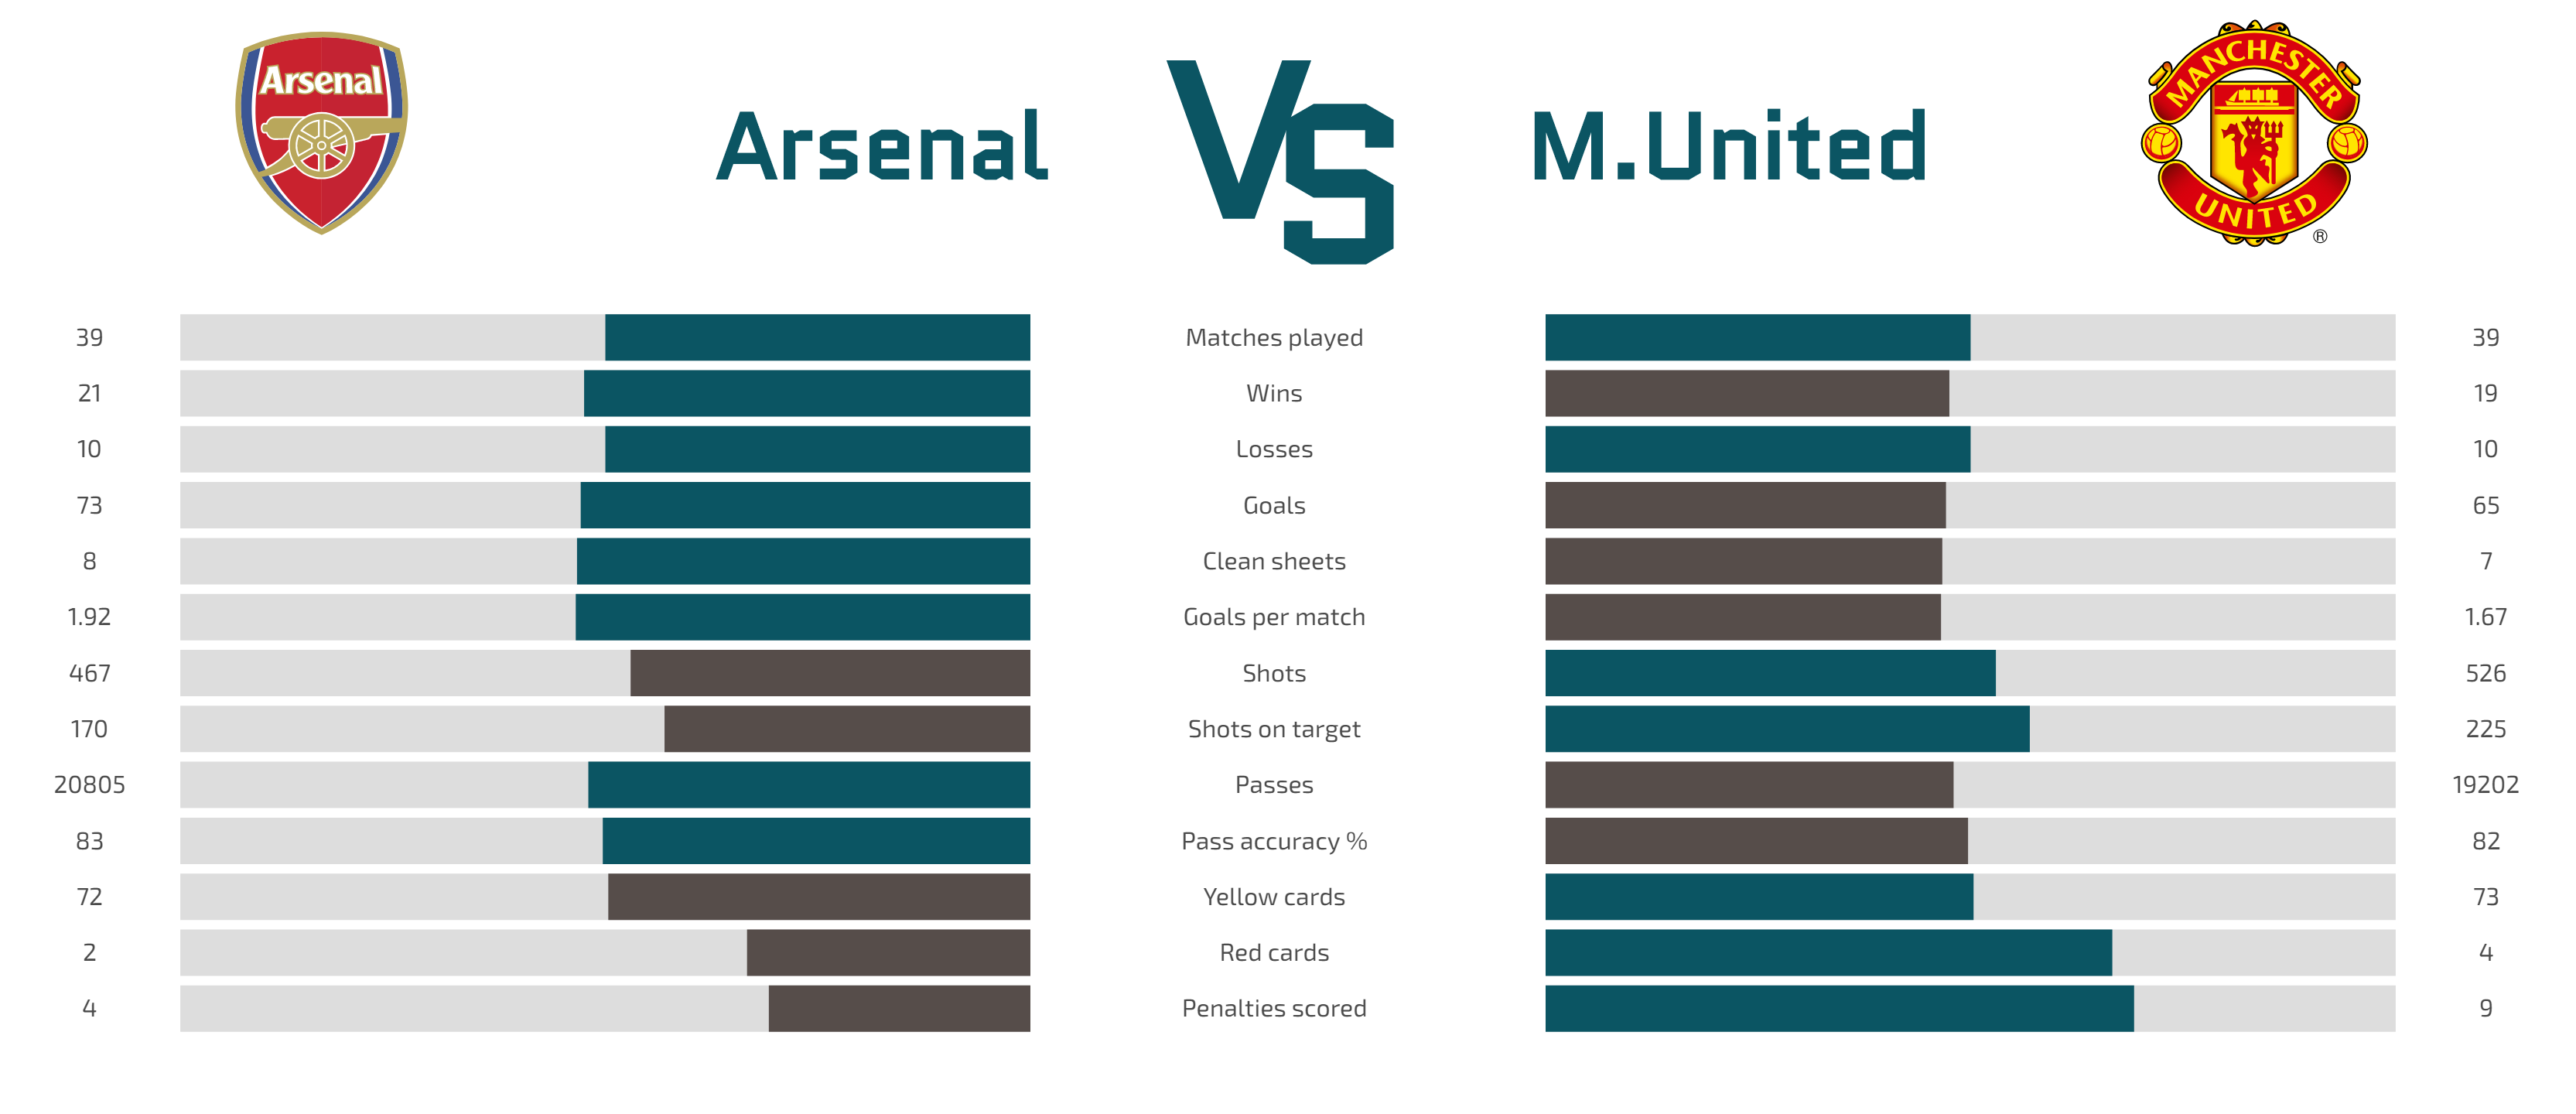 Arsenal
Arsenal
VS
M.United
MANCHESTER
UNITED
®
39 Matches played 39
21 Wins 19
10 Losses 10
73 Goals 65
8 Clean sheets 7
1.92 Goals per match 1.67
467 Shots 526
170 Shots on target 225
20805 Passes 19202
83 Pass accuracy % 82
72 Yellow cards 73
2 Red cards 4
4 Penalties scored 9